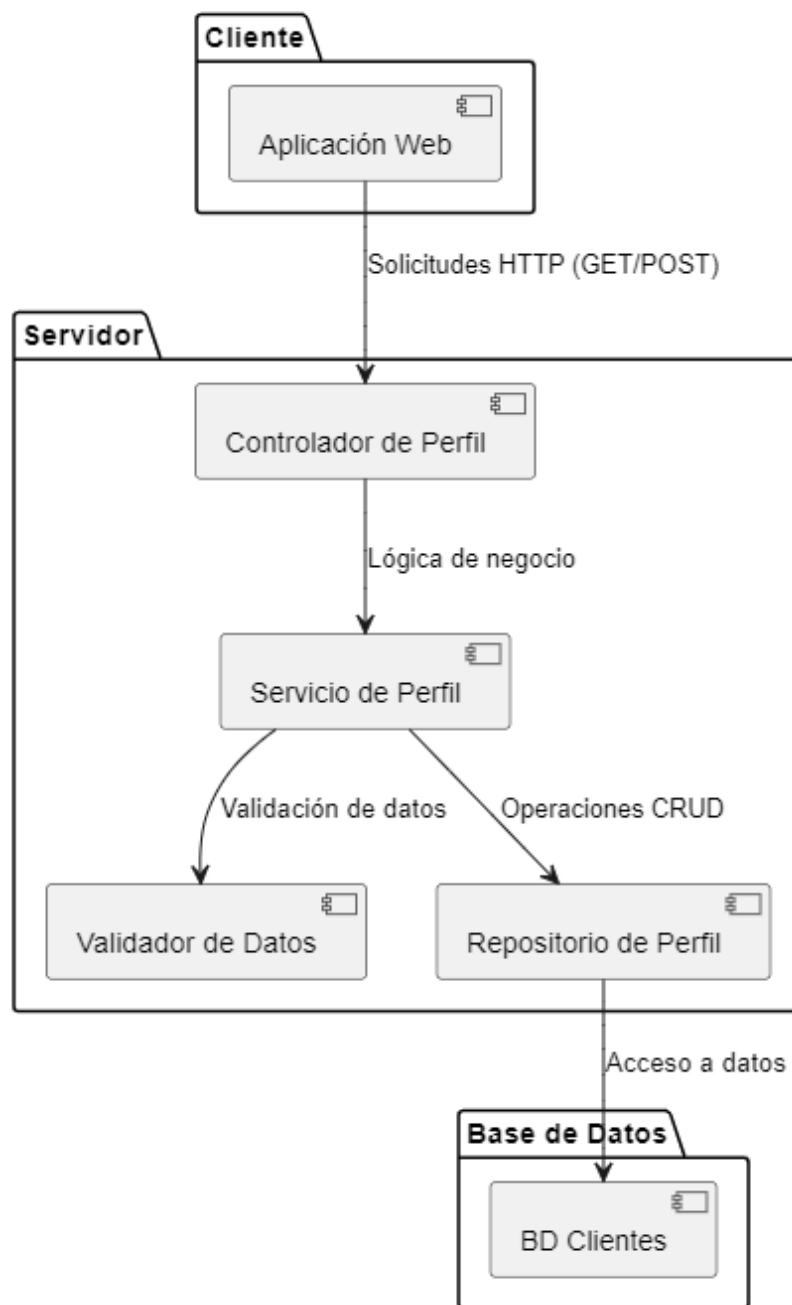 Cliente
Aplicación Web
Solicitudes HTTP (GET/POST)
Servidor
Controlador de Perfil
Lógica de negocio
Servicio de Perfil
Validación de datos
Operaciones CRUD
Validador de Datos
Repositorio de Perfil
Acceso a datos
Base de Datos
BD Clientes